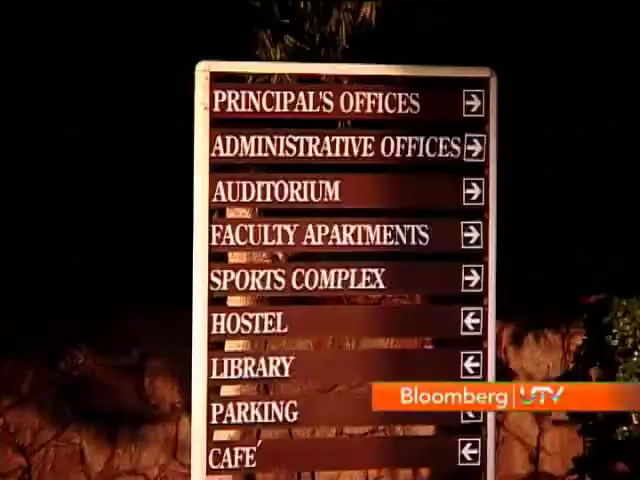 PRINCIPAL'S OFFICES
ADMINISTRATIVE OFFICES
AUDITORIUM
FACULTY APARTMENTS
SPORTS COMPLEX
HOSTEL
LIBRARY
PARKING
CAFÉ
Bloomberg | UTV